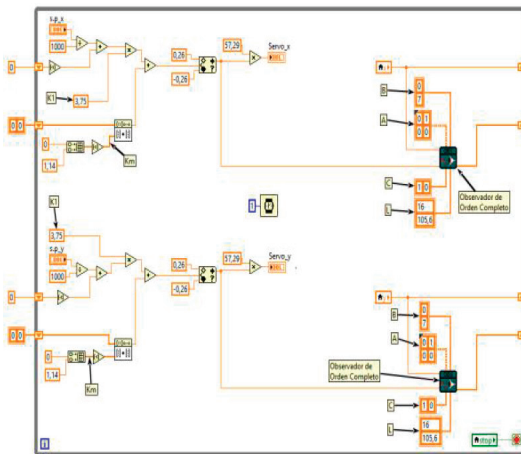 s.p_x
1000
0
K1
3,75
0 0
0
1,14
Km
0,26
-0,26
57,29
Servo_x
B
0
7
A
0 1
0 0
C
1 0
L
16
105,6
Observador de
Orden Completo
K1
3,75
s.p_y
1000
0
0 0
0
1,14
Km
0,26
-0,26
57,29
Servo_y
B
0
7
A
0 1
0 0
Observador de
Orden Completo
C
1 0
L
16
105,6
stop
i